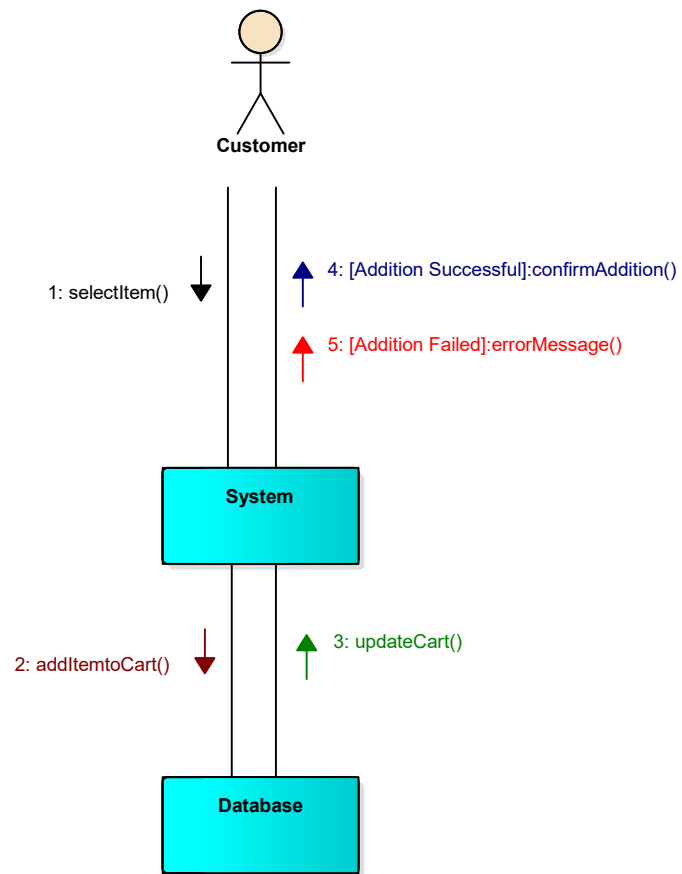 Customer
4: [Addition Successful]:confirmAddition()
1: selectItem()
5: [Addition Failed]:errorMessage()
System
3: updateCart()
2: addItemtoCart()
Database